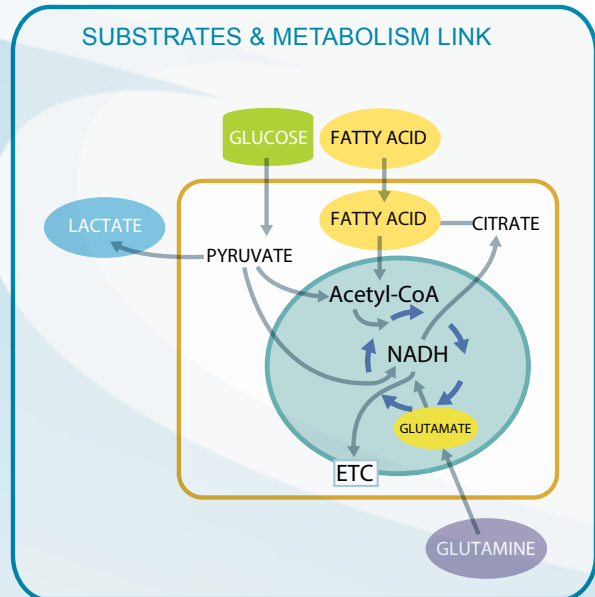 SUBSTRATES & METABOLISM LINK
GLUCOSE
FATTY ACID
FATTY ACID
CITRATE
LACTATE
PYRUVATE
Acetyl-CoA
NADH
GLUTAMATE
ETC
GLUTAMINE